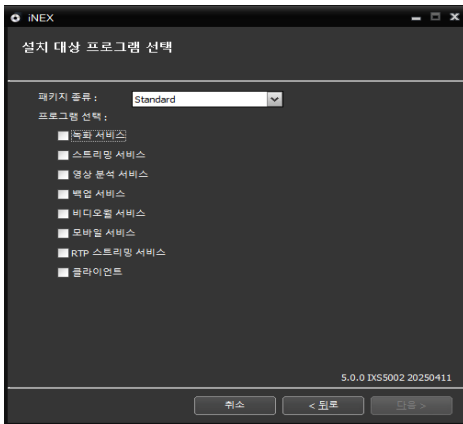 iNEX
설치 대상 프로그램 선택
패키지 종류 : Standard
프로그램 선택 :
녹화 서비스
스트리밍 서비스
영상 분석 서비스
백업 서비스
비디오월 서비스
모바일 서비스
RTP 스트리밍 서비스
클라이언트
5.0.0 IXS5002 20250411
취소 < 뒤로 다음 >